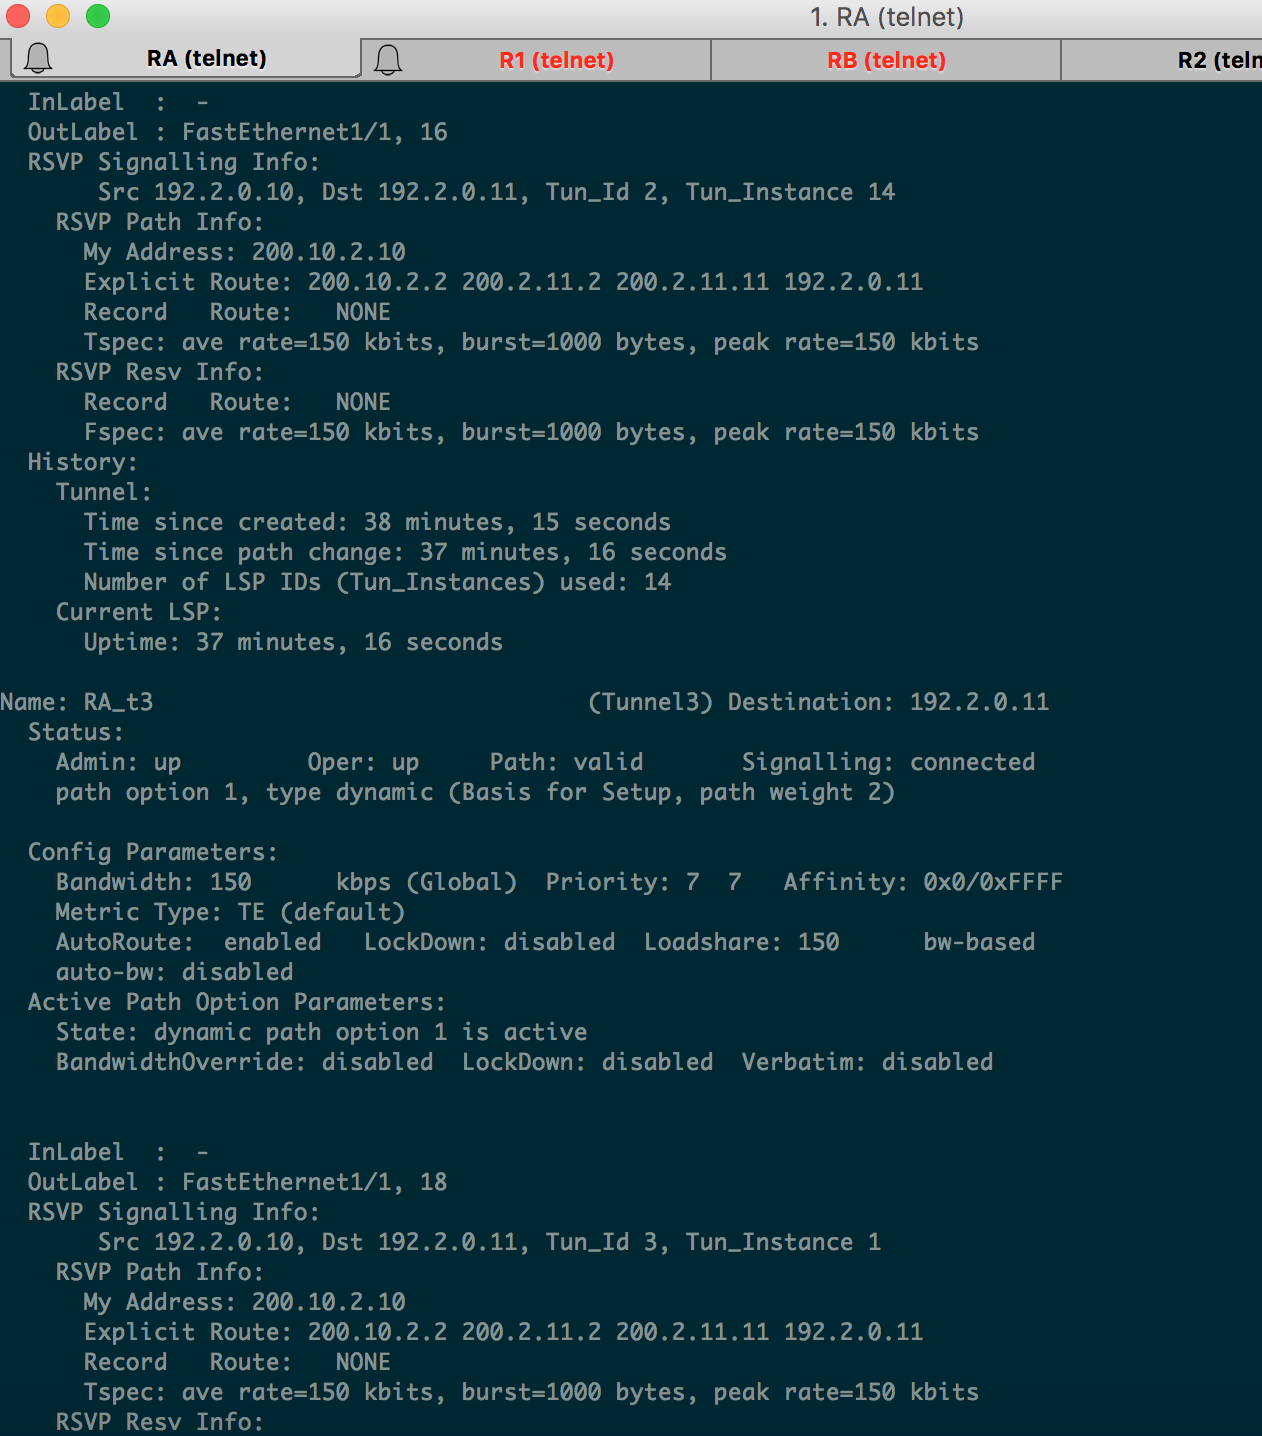 1. RA (telnet)
RA (telnet) R1 (telnet) RB (telnet) R2 (teln
InLabel  :  -
OutLabel : FastEthernet1/1, 16
RSVP Signalling Info:
Src 192.2.0.10, Dst 192.2.0.11, Tun_Id 2, Tun_Instance 14
RSVP Path Info:
My Address: 200.10.2.10
Explicit Route: 200.10.2.2 200.2.11.2 200.2.11.11 192.2.0.11
Record   Route:   NONE
Tspec: ave rate=150 kbits, burst=1000 bytes, peak rate=150 kbits
RSVP Resv Info:
Record   Route:   NONE
Fspec: ave rate=150 kbits, burst=1000 bytes, peak rate=150 kbits
History:
Tunnel:
Time since created: 38 minutes, 15 seconds
Time since path change: 37 minutes, 16 seconds
Number of LSP IDs (Tun_Instances) used: 14
Current LSP:
Uptime: 37 minutes, 16 seconds
Name: RA_t3                               (Tunnel3) Destination: 192.2.0.11
Status:
Admin: up         Oper: up     Path: valid       Signalling: connected
path option 1, type dynamic (Basis for Setup, path weight 2)
Config Parameters:
Bandwidth: 150      kbps (Global)  Priority: 7  7   Affinity: 0x0/0xFFFF
Metric Type: TE (default)
AutoRoute:  enabled   LockDown: disabled  Loadshare: 150      bw-based
auto-bw: disabled
Active Path Option Parameters:
State: dynamic path option 1 is active
BandwidthOverride: disabled  LockDown: disabled  Verbatim: disabled
InLabel  :  -
OutLabel : FastEthernet1/1, 18
RSVP Signalling Info:
Src 192.2.0.10, Dst 192.2.0.11, Tun_Id 3, Tun_Instance 1
RSVP Path Info:
My Address: 200.10.2.10
Explicit Route: 200.10.2.2 200.2.11.2 200.2.11.11 192.2.0.11
Record   Route:   NONE
Tspec: ave rate=150 kbits, burst=1000 bytes, peak rate=150 kbits
RSVP Resv Info: